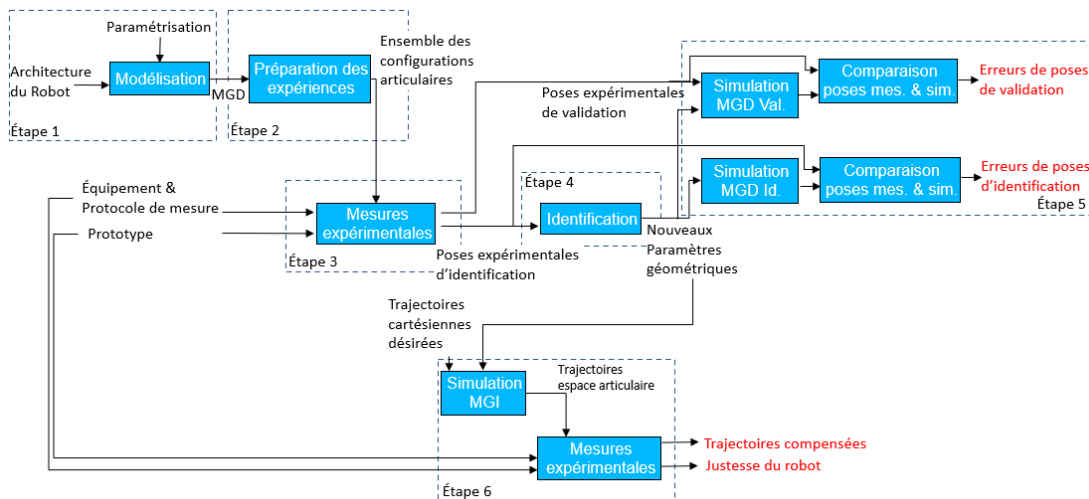 Paramétrisation
Architecture
du Robot
Modélisation
MGD
Étape 1
Préparation des
expériences
Étape 2
Ensemble des
configurations
articulaires
Équipement &
Protocole de mesure
Prototype
Mesures
expérimentales
Étape 3
Poses expérimentales
de validation
Poses expérimentales
d'identification
Étape 4
Identification
Nouveaux
Paramètres
géométriques
Simulation
MGD Val.
Comparaison
poses mes. & sim.
Erreurs de poses
de validation
Simulation
MGD Id.
Comparaison
poses mes. & sim.
Erreurs de poses
d'identification
Étape 5
Trajectoires
cartésiennes
désirées
Simulation
MGI
Trajectoires
espace articulaire
Mesures
expérimentales
Trajectoires compensées
Justesse du robot
Étape 6